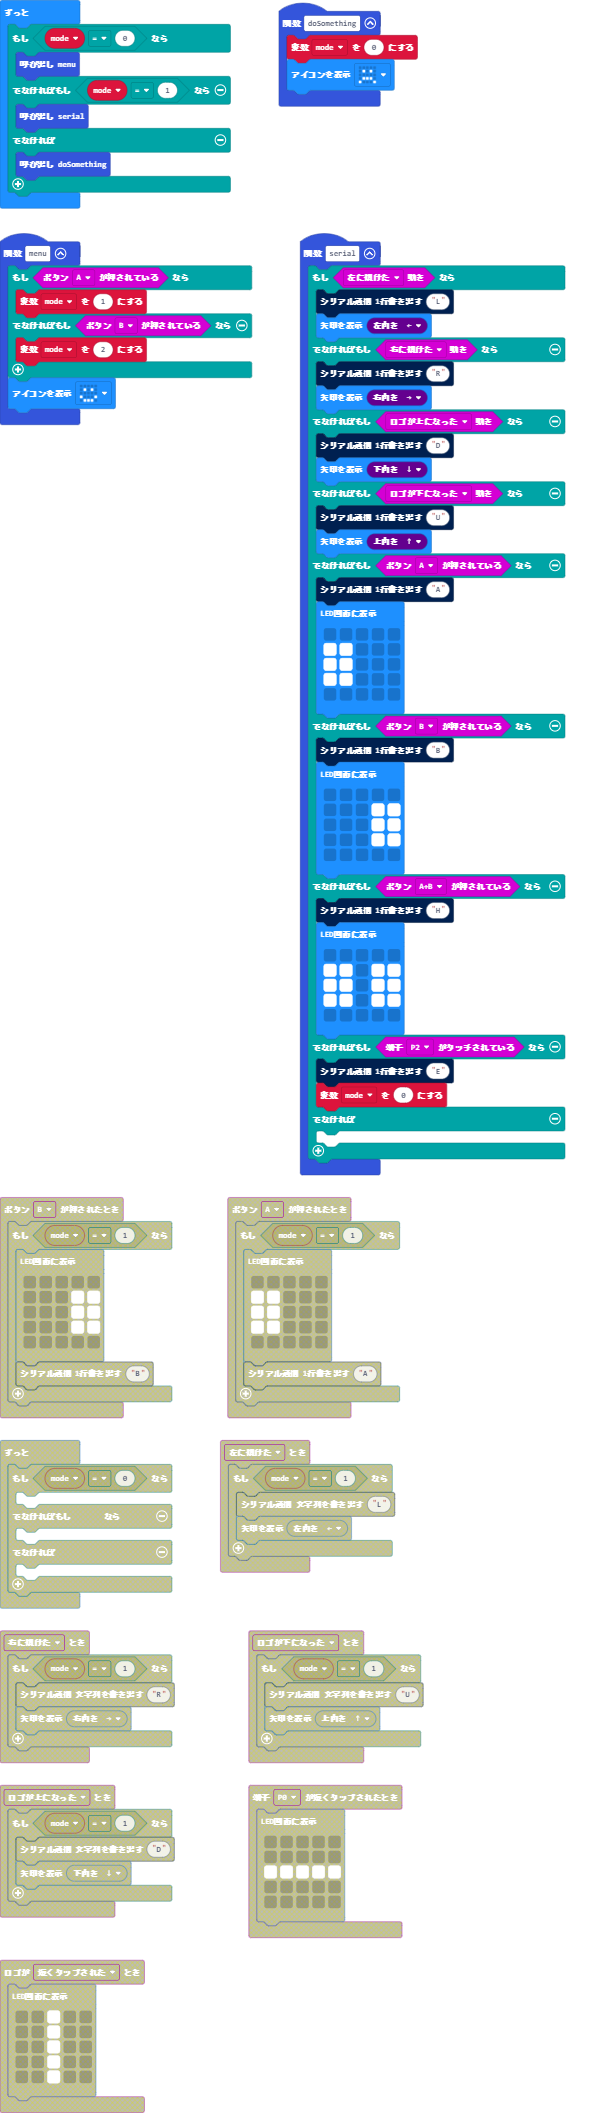 ずっと
もし mode = 0 なら
呼び出し menu
でなければもし mode = 1 なら
呼び出し serial
でなければ
呼び出し doSomething
関数 doSomething
変数 mode を 0 にする
アイコンを表示
関数 menu
もし ボタン A が押されている なら
変数 mode を 1 にする
でなければもし ボタン B が押されている なら
変数 mode を 2 にする
アイコンを表示
関数 serial
もし 左に傾けた 動き なら
シリアル通信 1行書き出す "L"
矢印を表示 左向き ←
でなければもし 右に傾けた 動き なら
シリアル通信 1行書き出す "R"
矢印を表示 右向き →
でなければもし ロゴが上になった 動き なら
シリアル通信 1行書き出す "D"
矢印を表示 下向き ↓
でなければもし ロゴが下になった 動き なら
シリアル通信 1行書き出す "U"
矢印を表示 上向き ↑
でなければもし ボタン A が押されている なら
シリアル通信 1行書き出す "A"
LED画面に表示
でなければもし ボタン B が押されている なら
シリアル通信 1行書き出す "B"
LED画面に表示
でなければもし ボタン A+B が押されている なら
シリアル通信 1行書き出す "H"
LED画面に表示
でなければもし 端子 P2 がタッチされている なら
シリアル通信 1行書き出す "E"
変数 mode を 0 にする
でなければ
ボタン B が押されたとき
もし mode = 1 なら
LED画面に表示
シリアル通信 1行書き出す "B"
ボタン A が押されたとき
もし mode = 1 なら
LED画面に表示
シリアル通信 1行書き出す "A"
ずっと
もし mode = 0 なら
でなければもし なら
でなければ
左に傾けた とき
もし mode = 1 なら
シリアル通信 文字列を書き出す "L"
矢印を表示 左向き ←
右に傾けた とき
もし mode = 1 なら
シリアル通信 文字列を書き出す "R"
矢印を表示 右向き →
ロゴが下になった とき
もし mode = 1 なら
シリアル通信 文字列を書き出す "U"
矢印を表示 上向き ↑
ロゴが上になった とき
もし mode = 1 なら
シリアル通信 文字列を書き出す "D"
矢印を表示 下向き ↓
端子 P0 が短くタップされたとき
LED画面に表示
ロゴが 短くタップされた とき
LED画面に表示